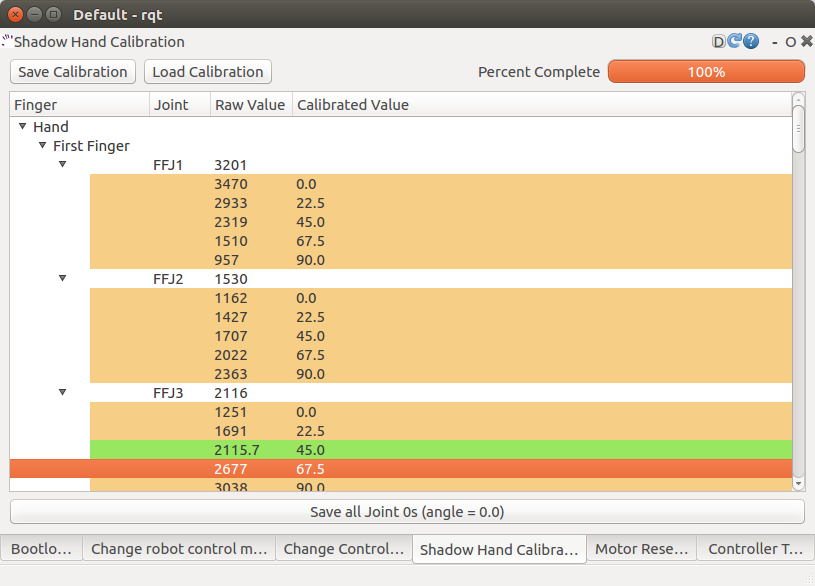 Default - rqt
Shadow Hand Calibration
D ? - O
Save Calibration Load Calibration Percent Complete 100%
Finger Joint Raw Value Calibrated Value
Hand
First Finger
FFJ1 3201
3470 0.0
2933 22.5
2319 45.0
1510 67.5
957 90.0
FFJ2 1530
1162 0.0
1427 22.5
1707 45.0
2022 67.5
2363 90.0
FFJ3 2116
1251 0.0
1691 22.5
2115.7 45.0
2677 67.5
3038 90.0
Save all Joint 0s (angle = 0.0)
Bootlo... Change robot control m... Change Control... Shadow Hand Calibra... Motor Rese... Controller T...